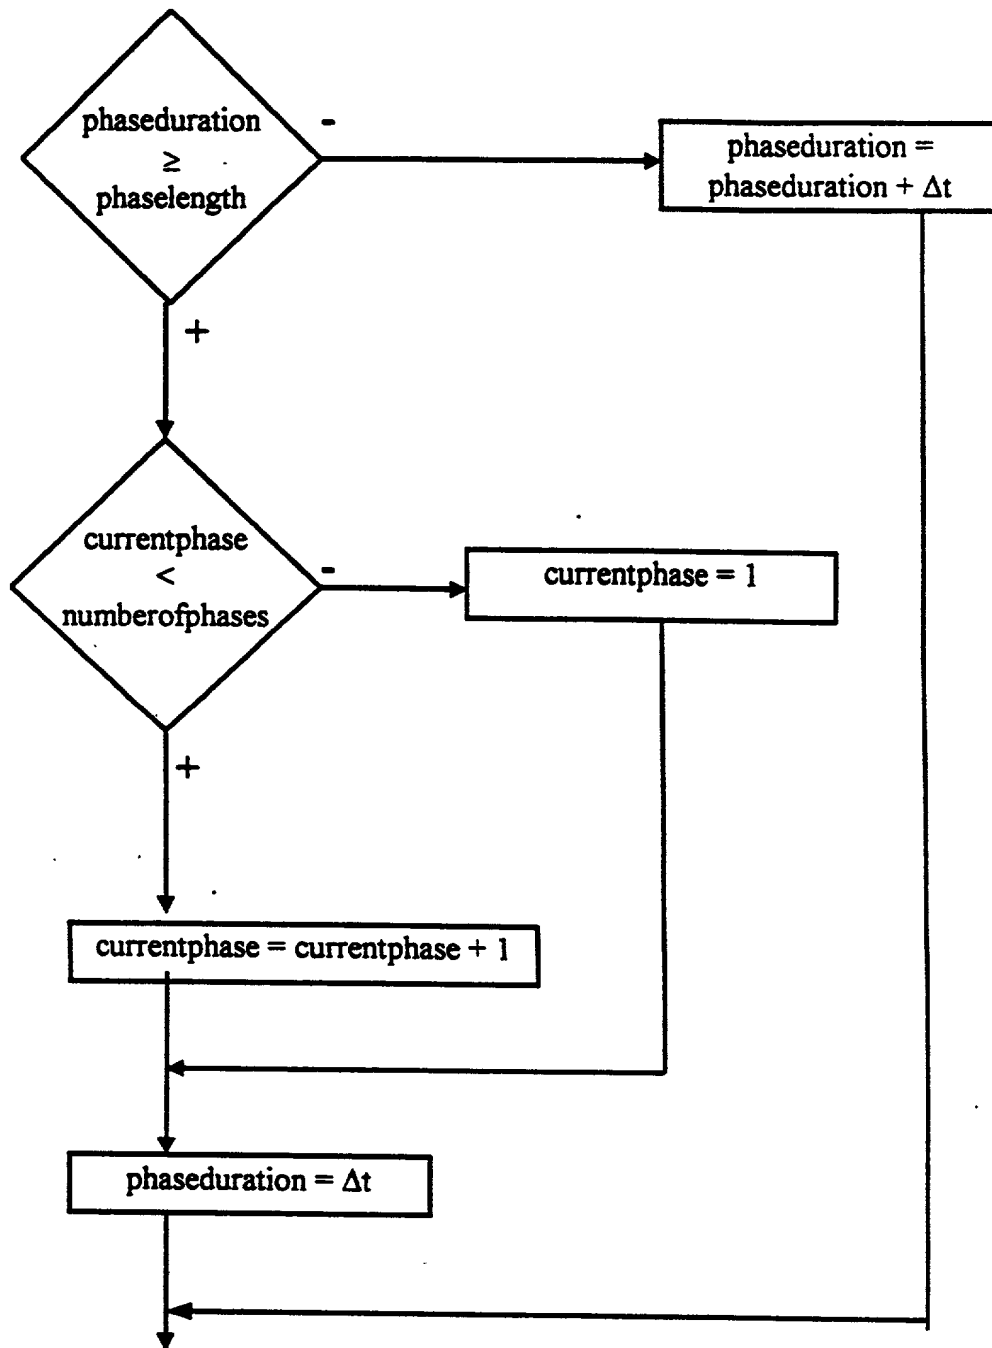 phaseduration
≥
phaselength
-
phaseduration =
phaseduration + Δt
+
currentphase
<
numberofphases
-
currentphase = 1
+
currentphase = currentphase + 1
phaseduration = Δt